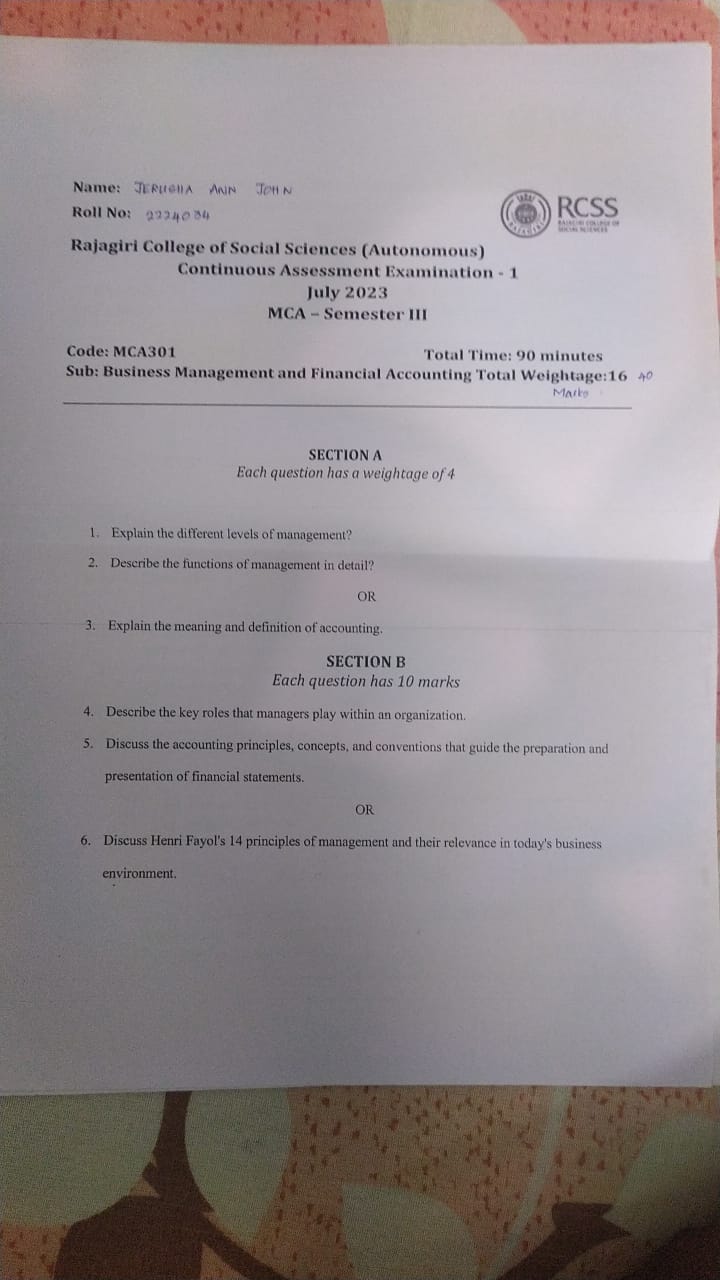 Name: JERUSHA ANN JOHN
Roll No: 2224034
RCSS
RAJAGIRI COLLEGE OF
SOCIAL SCIENCES
Rajagiri College of Social Sciences (Autonomous)
Continuous Assessment Examination - 1
July 2023
MCA – Semester III
Code: MCA301 Total Time: 90 minutes
Sub: Business Management and Financial Accounting Total Weightage:16 40
Marks
SECTION A
Each question has a weightage of 4
1. Explain the different levels of management?
2. Describe the functions of management in detail?
OR
3. Explain the meaning and definition of accounting.
SECTION B
Each question has 10 marks
4. Describe the key roles that managers play within an organization.
5. Discuss the accounting principles, concepts, and conventions that guide the preparation and
presentation of financial statements.
OR
6. Discuss Henri Fayol's 14 principles of management and their relevance in today's business
environment.